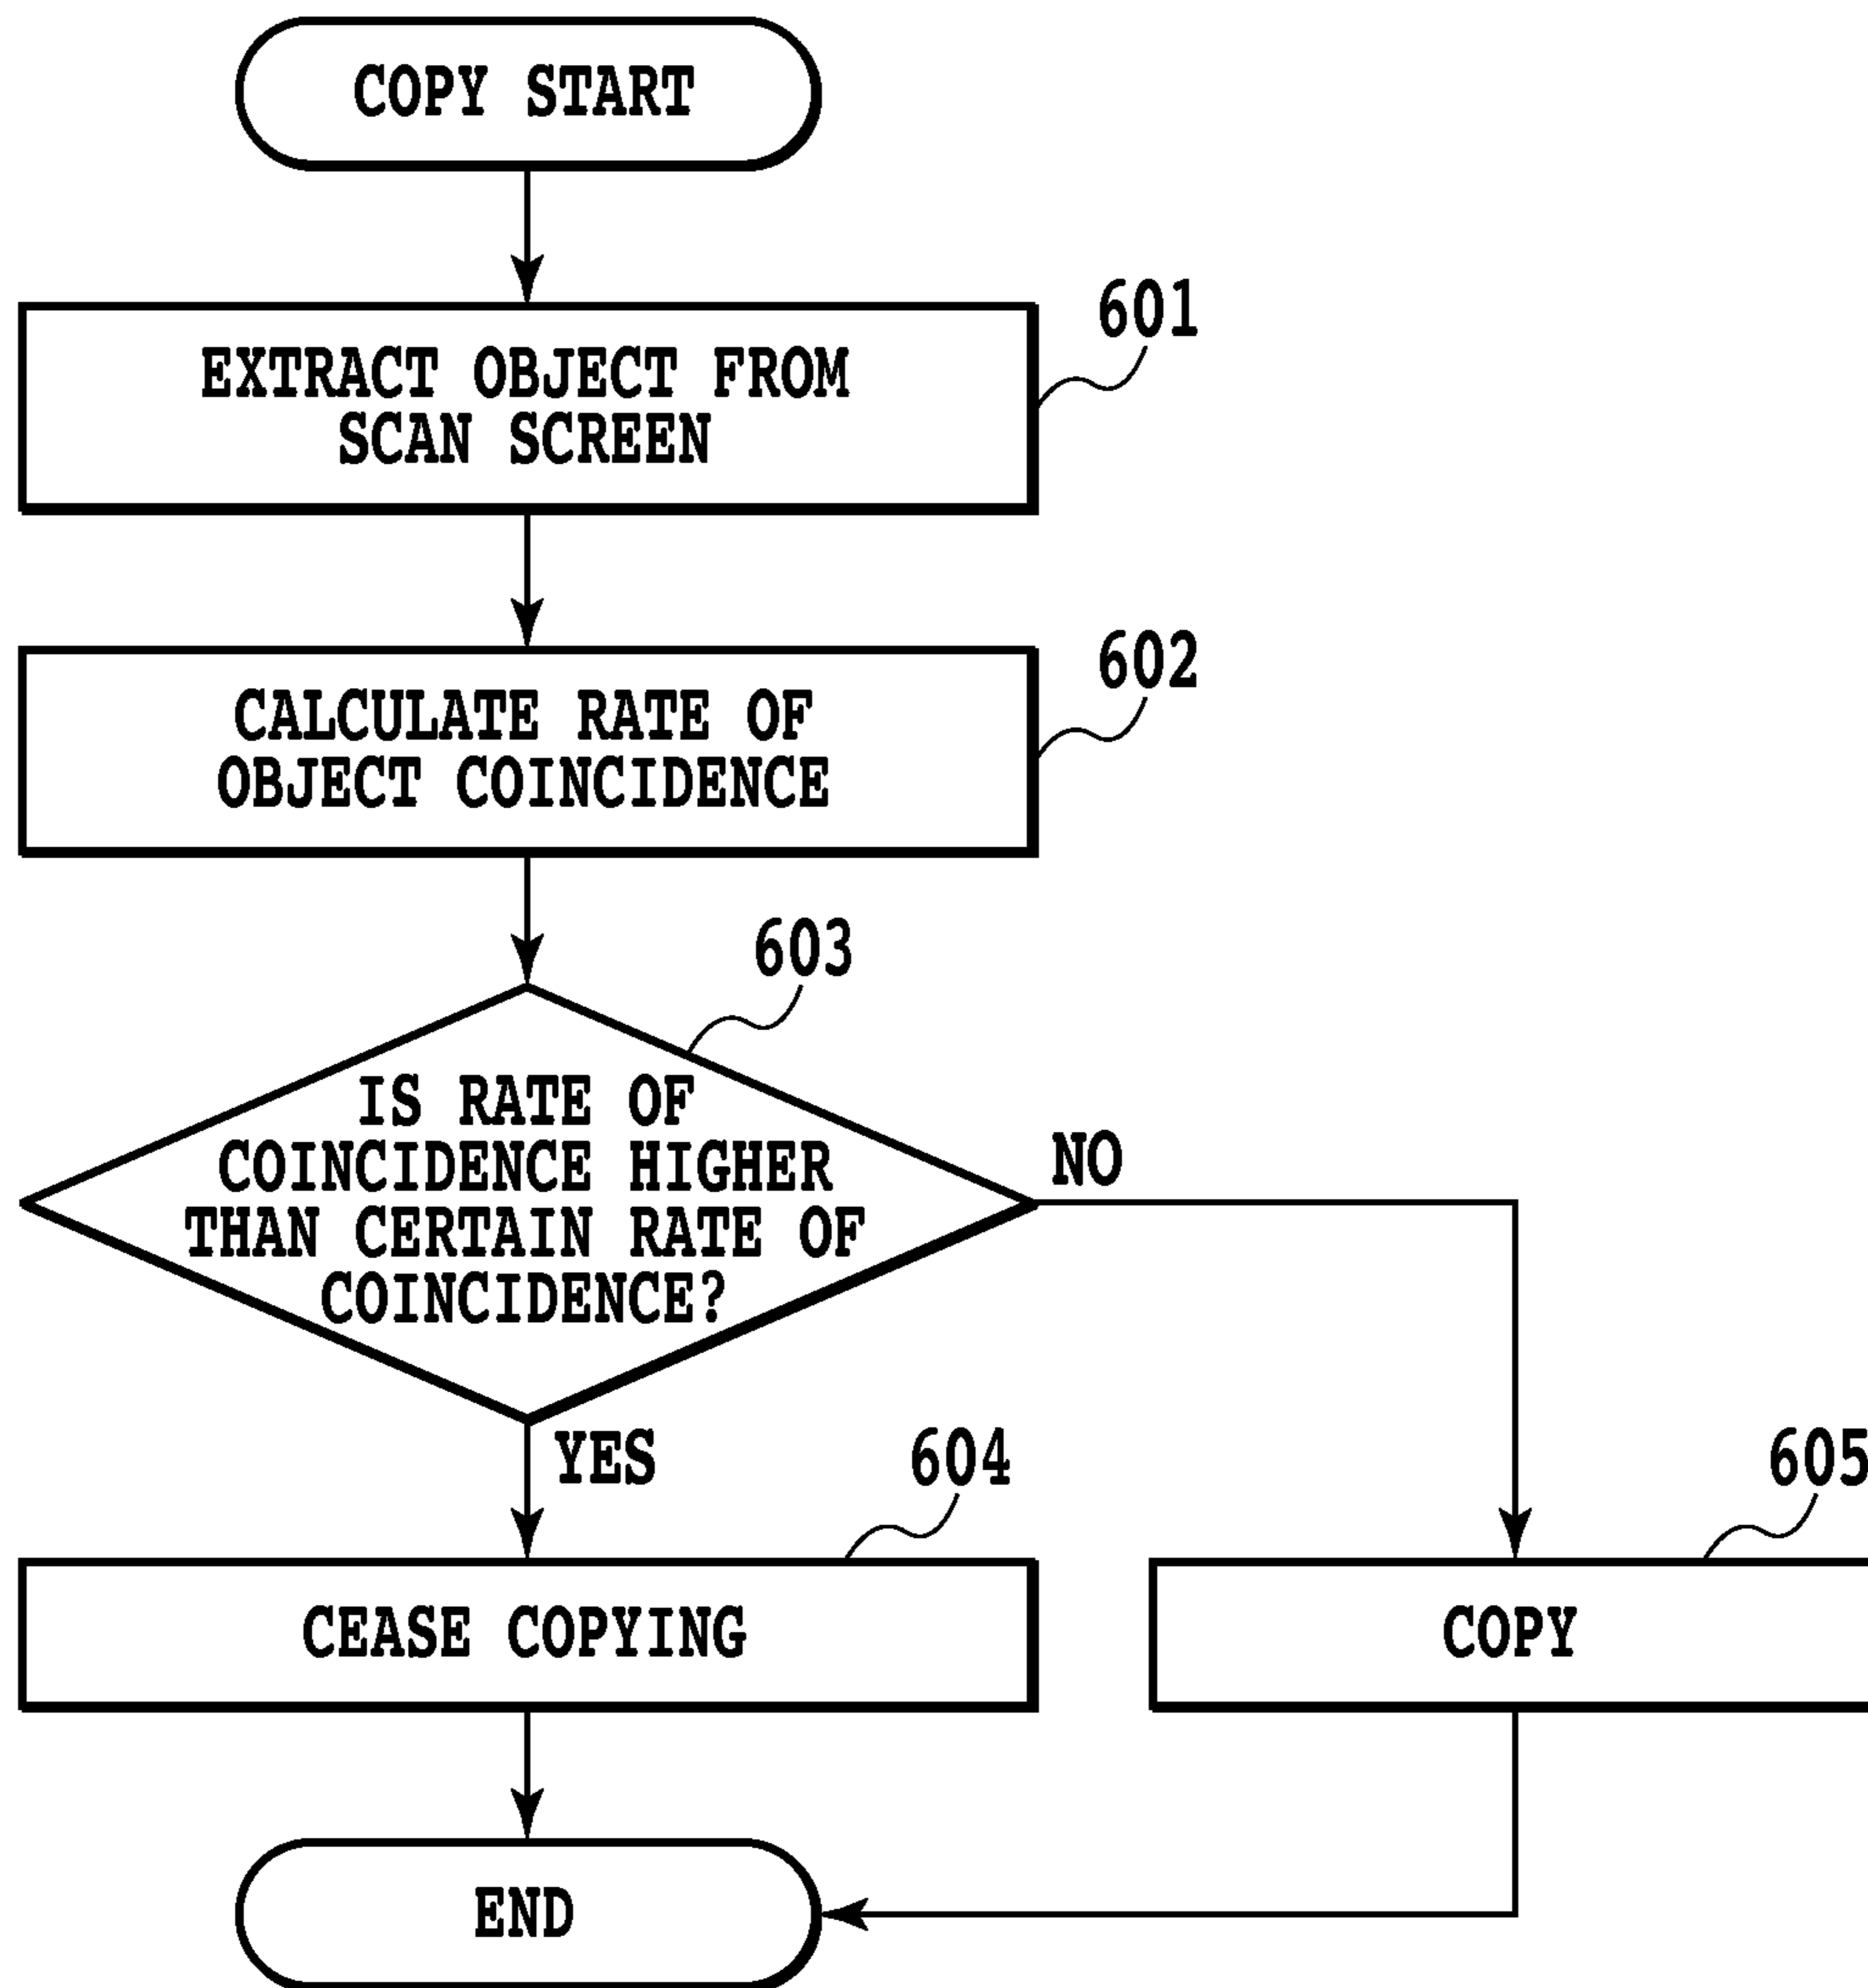 COPY START
601
EXTRACT OBJECT FROM
SCAN SCREEN
602
CALCULATE RATE OF
OBJECT COINCIDENCE
603
IS RATE OF
COINCIDENCE HIGHER
THAN CERTAIN RATE OF
COINCIDENCE?
NO
YES
604
605
CEASE COPYING
COPY
END